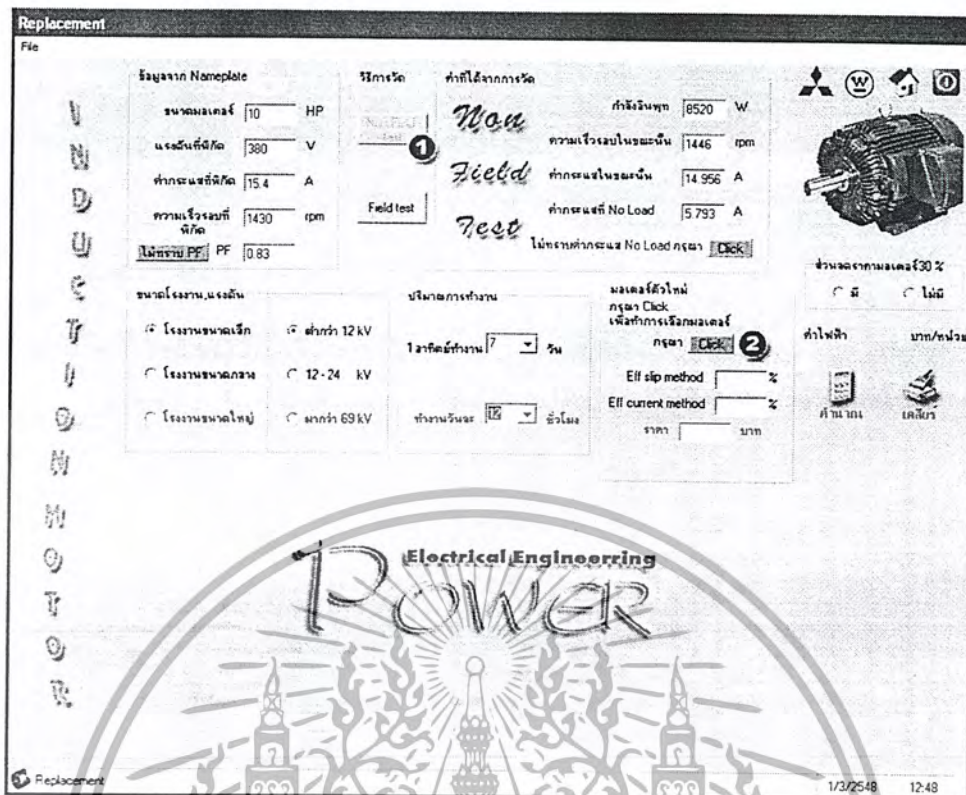 Replacement
File
ข้อมูลจาก Nameplate
ขนาดมอเตอร์ 10 HP
แรงดันที่พิกัด 380 V
ค่ากระแสที่พิกัด 15.4 A
ความเร็วรอบที่
พิกัด 1430 rpm
ไม่ทราบ PF PF 0.83
วิธีการวัด
1
Field test
ค่าที่ได้จากการวัด
Non
Field
Test
กำลังอินพุท 8520 W
ความเร็วรอบในขณะนั้น 1446 rpm
ค่ากระแสในขณะนั้น 14.956 A
ค่ากระแสที่ No Load 5.793 A
ไม่ทราบค่ากระแส No Load กรุณา Click
ส่วนลดราคามอเตอร์30 %
มี ไม่มี
ขนาดโรงงาน,แรงดัน
โรงงานขนาดเล็ก ต่ำกว่า 12 kV
โรงงานขนาดกลาง 12 - 24 kV
โรงงานขนาดใหญ่ มากกว่า 69 kV
ปริมาณการทำงาน
1อาทิตย์ทำงาน 7 วัน
ทำงานวันละ ชั่วโมง
มอเตอร์ตัวใหม่
กรุณา Click
เพื่อทำการเลือกมอเตอร์
กรุณา Click 2
Eff slip method %
Eff current method %
ราคา บาท
ค่าไฟฟ้า บาท/หน่วย
คำนวณ เคลียร์
INDUCTION MOTOR
Electrical Engineerring
POWER
Replacement
1/3/2548 12:48